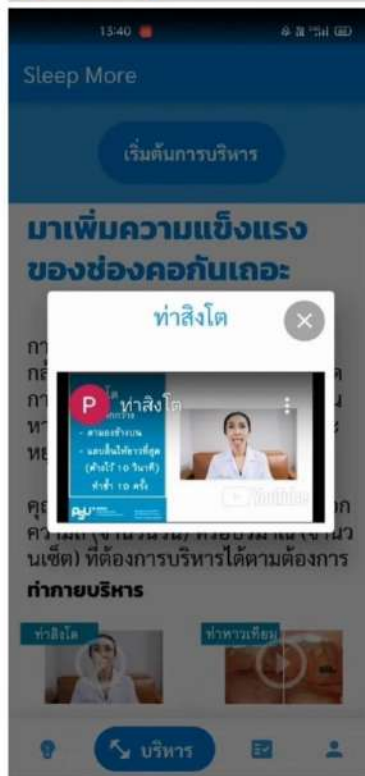 13:40
Sleep More
เริ่มต้นการบริหาร
มาเพิ่มความแข็งแรง
ของช่องคอกันเถอะ
ท่าสิงโต
P ท่าสิงโต
- ตามองข้างบน
- แลบลิ้นให้ยาวที่สุด
(ค้างไว้ 10 วินาที)
ทำซ้ำ 10 ครั้ง
PSU
YouTube
นเซ็ต) ที่ต้องการบริหารได้ตามต้องการ
ท่ากายบริหาร
ท่าสิงโต
ท่าหาวเทียม
บริหาร